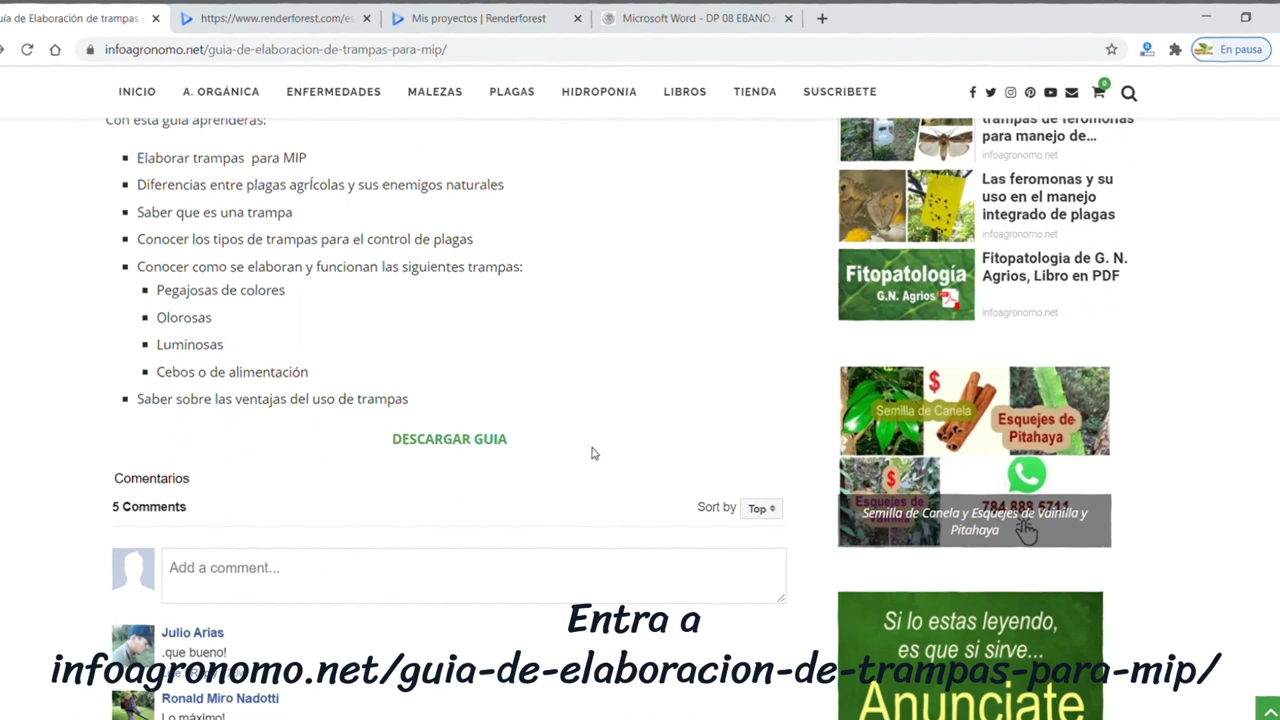 uía de Elaboración de trampas
https://www.renderforest.com/es
Mis proyectos | Renderforest
Microsoft Word - DP 08 EBANO.
infoagronomo.net/guia-de-elaboracion-de-trampas-para-mip/
En pausa
INICIO
A. ORGÁNICA
ENFERMEDADES
MALEZAS
PLAGAS
HIDROPONIA
LIBROS
TIENDA
SUSCRIBETE
0
Con esta guía aprenderas:
Elaborar trampas para MIP
Diferencias entre plagas agrÍcolas y sus enemigos naturales
Saber que es una trampa
Conocer los tipos de trampas para el control de plagas
Conocer como se elaboran y funcionan las siguientes trampas:
Pegajosas de colores
Olorosas
Luminosas
Cebos o de alimentación
Saber sobre las ventajas del uso de trampas
DESCARGAR GUIA
Comentarios
5 Comments
Sort by Top
Add a comment...
Julio Arias
.que bueno!
Ronald Miro Nadotti
Lo máximo!
trampas de feromonas
para manejo de...
infoagronomo.net
Las feromonas y su
uso en el manejo
integrado de plagas
infoagronomo.net
Fitopatología
G.N. Agrios
Fitopatologia de G. N.
Agrios, Libro en PDF
infoagronomo.net
$
Semilla de Canela
Esquejes de
Pitahaya
$
Esquejes de
Vainilla
784 889 5711
Semilla de Canela y Esquejes de Vainilla y
Pitahaya
Si lo estas leyendo,
es que si sirve...
Anunciate
Entra a
infoagronomo.net/guia-de-elaboracion-de-trampas-para-mip/